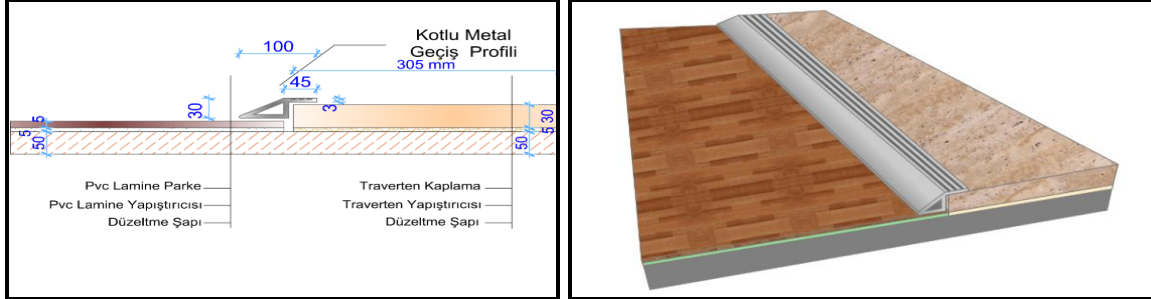 Kotlu Metal
Geçiş Profili
100
305 mm
45
30
3
5
5
50
5 30
50
Pvc Lamine Parke
Pvc Lamine Yapıştırıcısı
Düzeltme Şapı
Traverten Kaplama
Traverten Yapıştırıcısı
Düzeltme Şapı